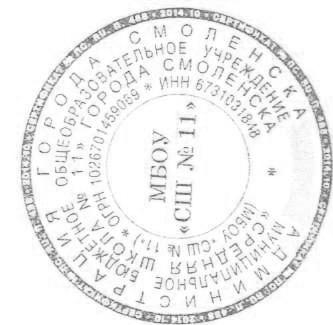 АДМИНИСТРАЦИЯ ГОРОДА СМОЛЕНСКА *
МУНИЦИПАЛЬНОЕ БЮДЖЕТНОЕ ОБЩЕОБРАЗОВАТЕЛЬНОЕ УЧРЕЖДЕНИЕ
«СРЕДНЯЯ ШКОЛА № 11» ГОРОДА СМОЛЕНСКА
(МБОУ «СШ № 11») * ОГРН 1026701459059 * ИНН 6731031848
МБОУ
«СШ № 11»